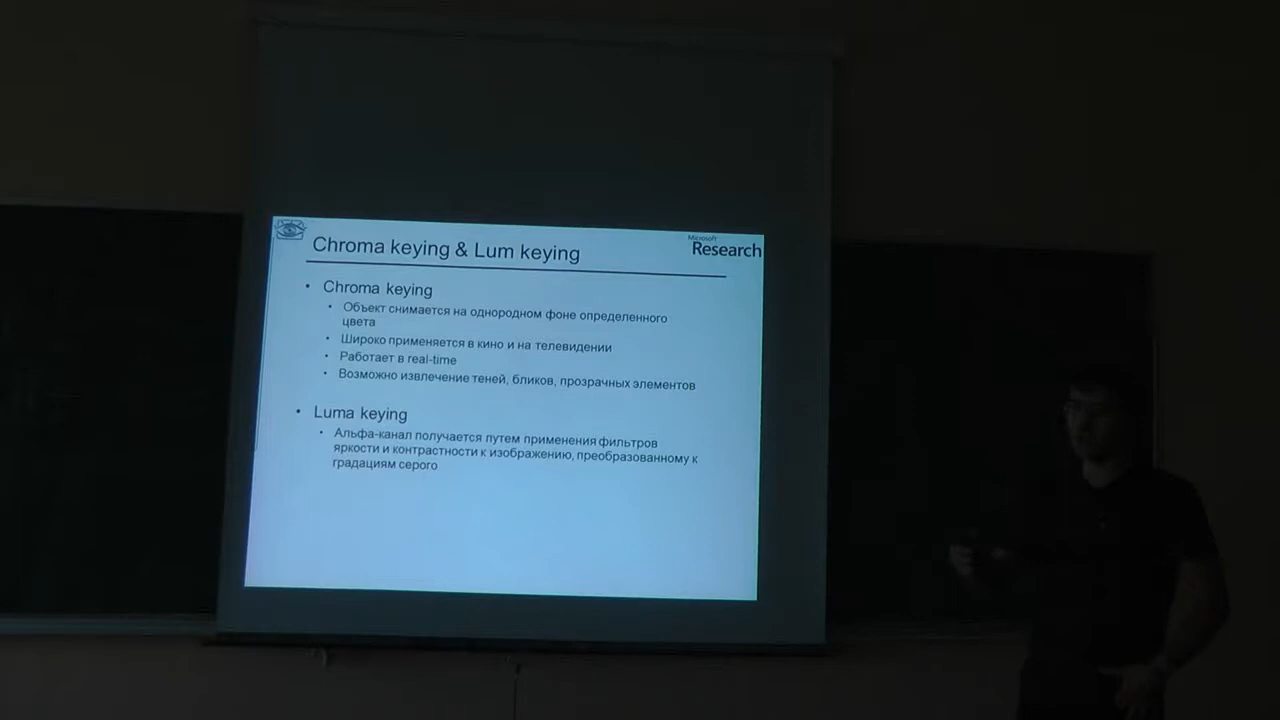 Microsoft
Research
Chroma keying & Lum keying
• Chroma keying
• Объект снимается на однородном фоне определенного
цвета
• Широко применяется в кино и на телевидении
• Работает в real-time
• Возможно извлечение теней, бликов, прозрачных элементов
• Luma keying
• Альфа-канал получается путем применения фильтров
яркости и контрастности к изображению, преобразованному к
градациям серого